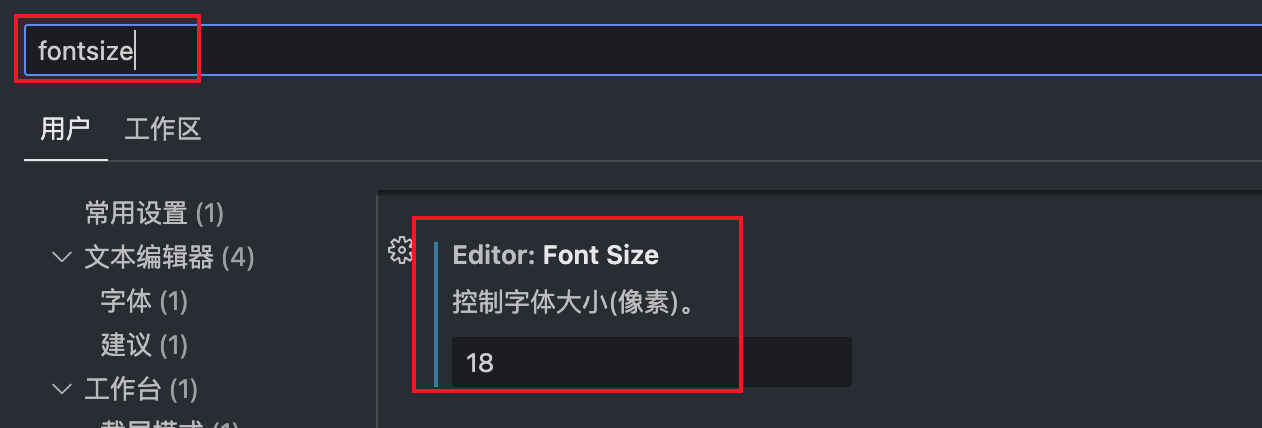 fontsize
用户 工作区
常用设置 (1)
文本编辑器 (4)
字体 (1)
建议 (1)
工作台 (1)
Editor: Font Size
控制字体大小(像素)。
18